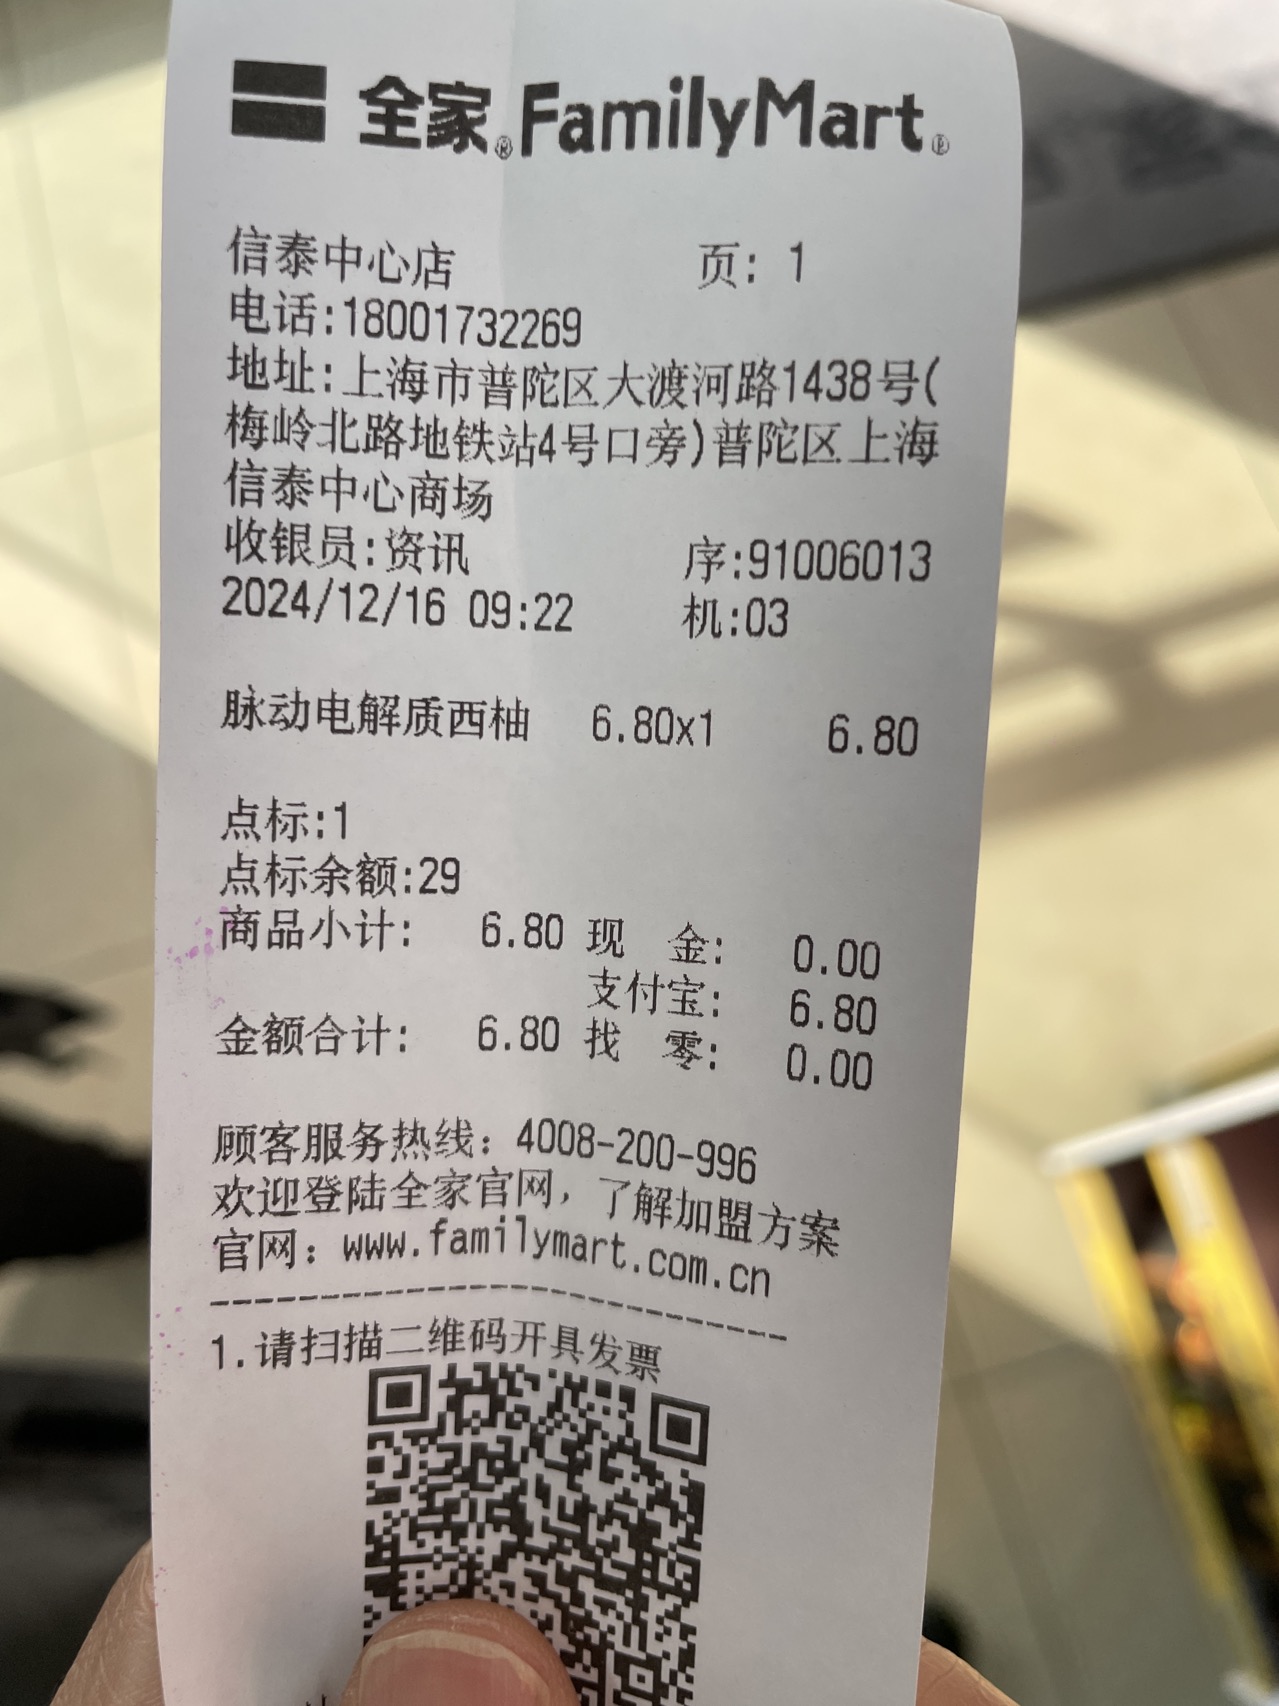 全家® FamilyMart®
信泰中心店 页: 1
电话:18001732269
地址:上海市普陀区大渡河路1438号(
梅岭北路地铁站4号口旁)普陀区上海
信泰中心商场
收银员:资讯 序:91006013
2024/12/16 09:22 机:03
脉动电解质西柚 6.80x1 6.80
点标:1
点标余额:29
商品小计: 6.80 现 金: 0.00
支付宝: 6.80
金额合计: 6.80 找 零: 0.00
顾客服务热线：4008-200-996
欢迎登陆全家官网，了解加盟方案
官网：www.familymart.com.cn
1.请扫描二维码开具发票